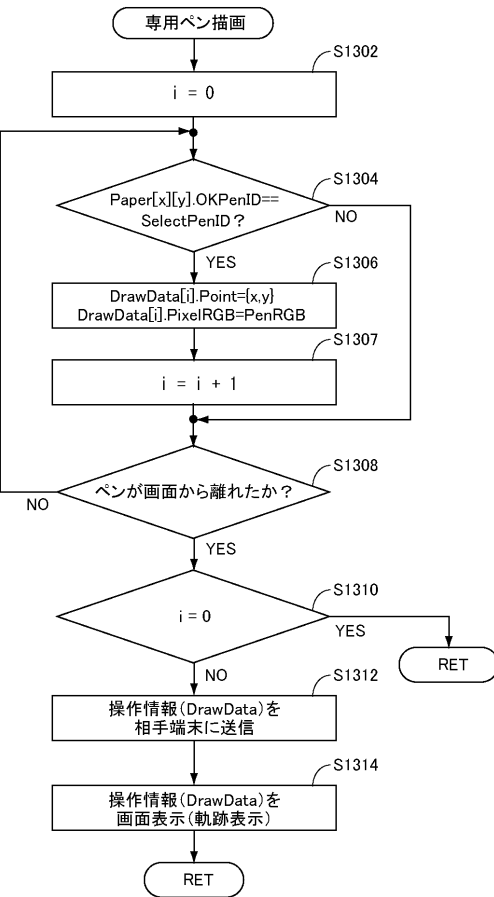 専用ペン描画
S1302
i = 0
S1304
Paper[x][y].OKPenID==
SelectPenID?
NO
YES
S1306
DrawData[i].Point={x,y}
DrawData[i].PixelRGB=PenRGB
S1307
i = i + 1
S1308
ペンが画面から離れたか?
NO
YES
S1310
i = 0
YES
RET
NO
S1312
操作情報(DrawData)を
相手端末に送信
S1314
操作情報(DrawData)を
画面表示(軌跡表示)
RET